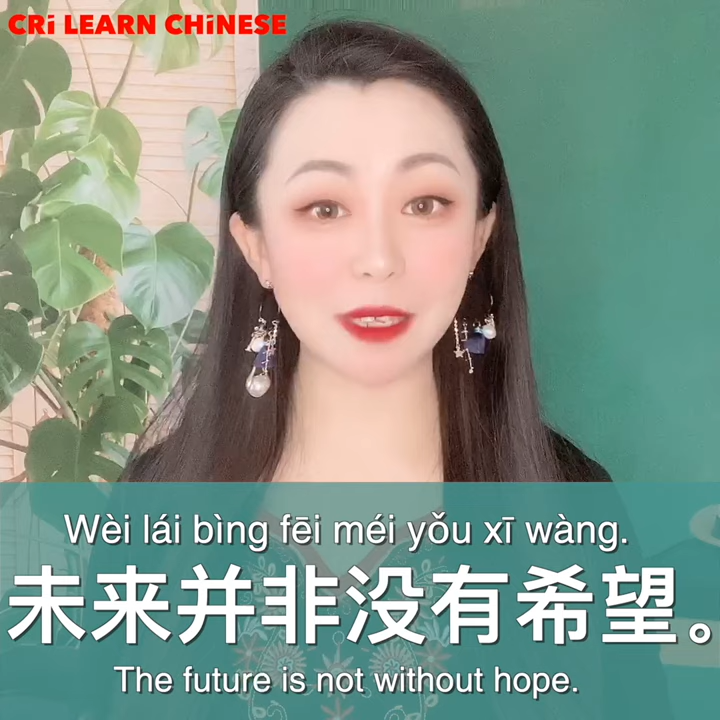 CRi LEARN CHiNESE
Wèi lái bìng fēi méi yǒu xī wàng.
未来并非没有希望。
The future is not without hope.